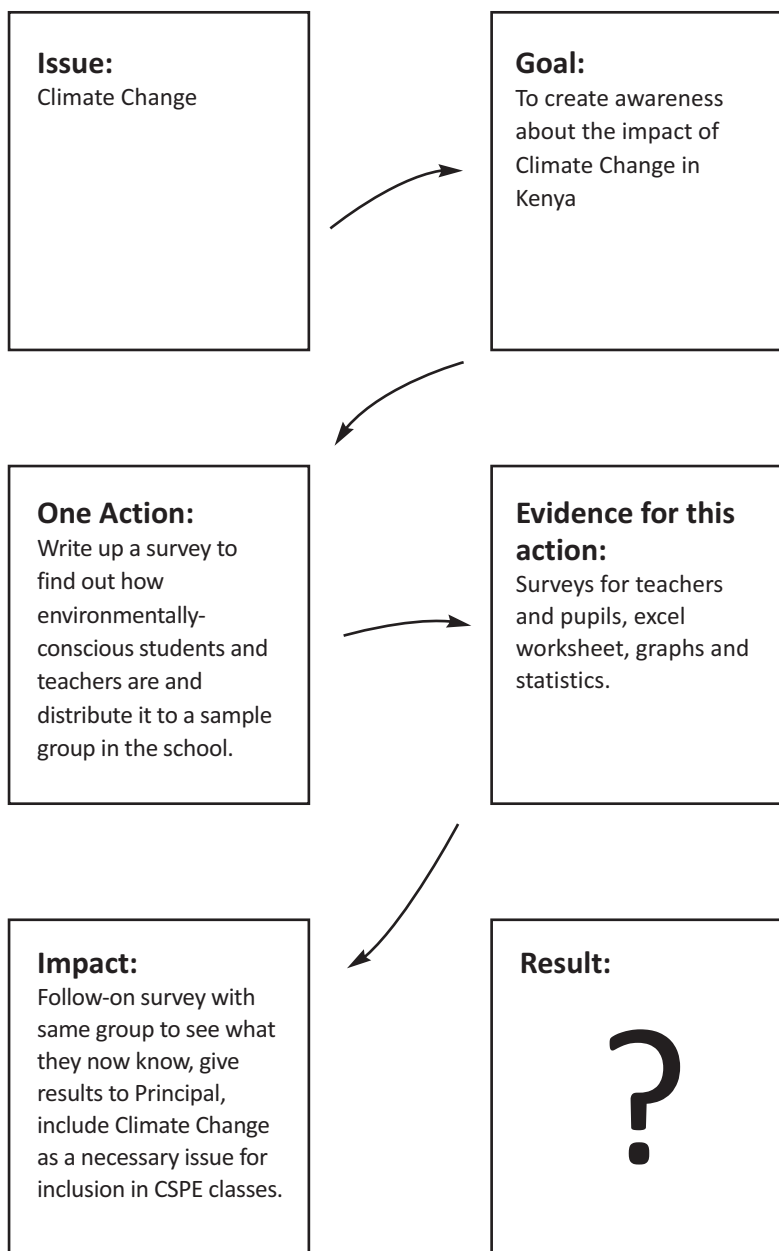 Issue:
Climate Change
Goal:
To create awareness
about the impact of
Climate Change in
Kenya
One Action:
Write up a survey to
find out how
environmentally-
conscious students and
teachers are and
distribute it to a sample
group in the school.
Evidence for this
action:
Surveys for teachers
and pupils, excel
worksheet, graphs and
statistics.
Impact:
Follow-on survey with
same group to see what
they now know, give
results to Principal,
include Climate Change
as a necessary issue for
inclusion in CSPE classes.
Result:
?